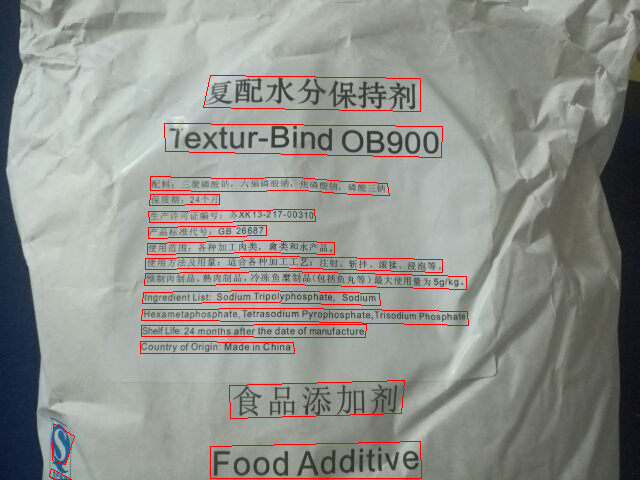 复配水分保持剂
Textur-Bind OB900
配料：三聚磷酸钠，六偏磷酸钠，焦磷酸钠，磷酸三钠
保质期：24个月
生产许可证编号：苏XK13-217-00310
产品标准代号：GB 26687
使用范围：各种加工肉类，禽类和水产品。
使用方法及用量：适合各种加工工艺：注射、斩拌、滚揉、浸泡等。
预制肉制品，熟肉制品，冷冻鱼糜制品(包括鱼丸等)最大使用量为5g/kg。
Ingredient List: Sodium Tripolyphosphate, Sodium
Hexametaphosphate,Tetrasodium Pyrophosphate,Trisodium Phosphate
Shelf Life: 24 months after the date of manufacture
Country of Origin: Made in China
食品添加剂
Food Additive